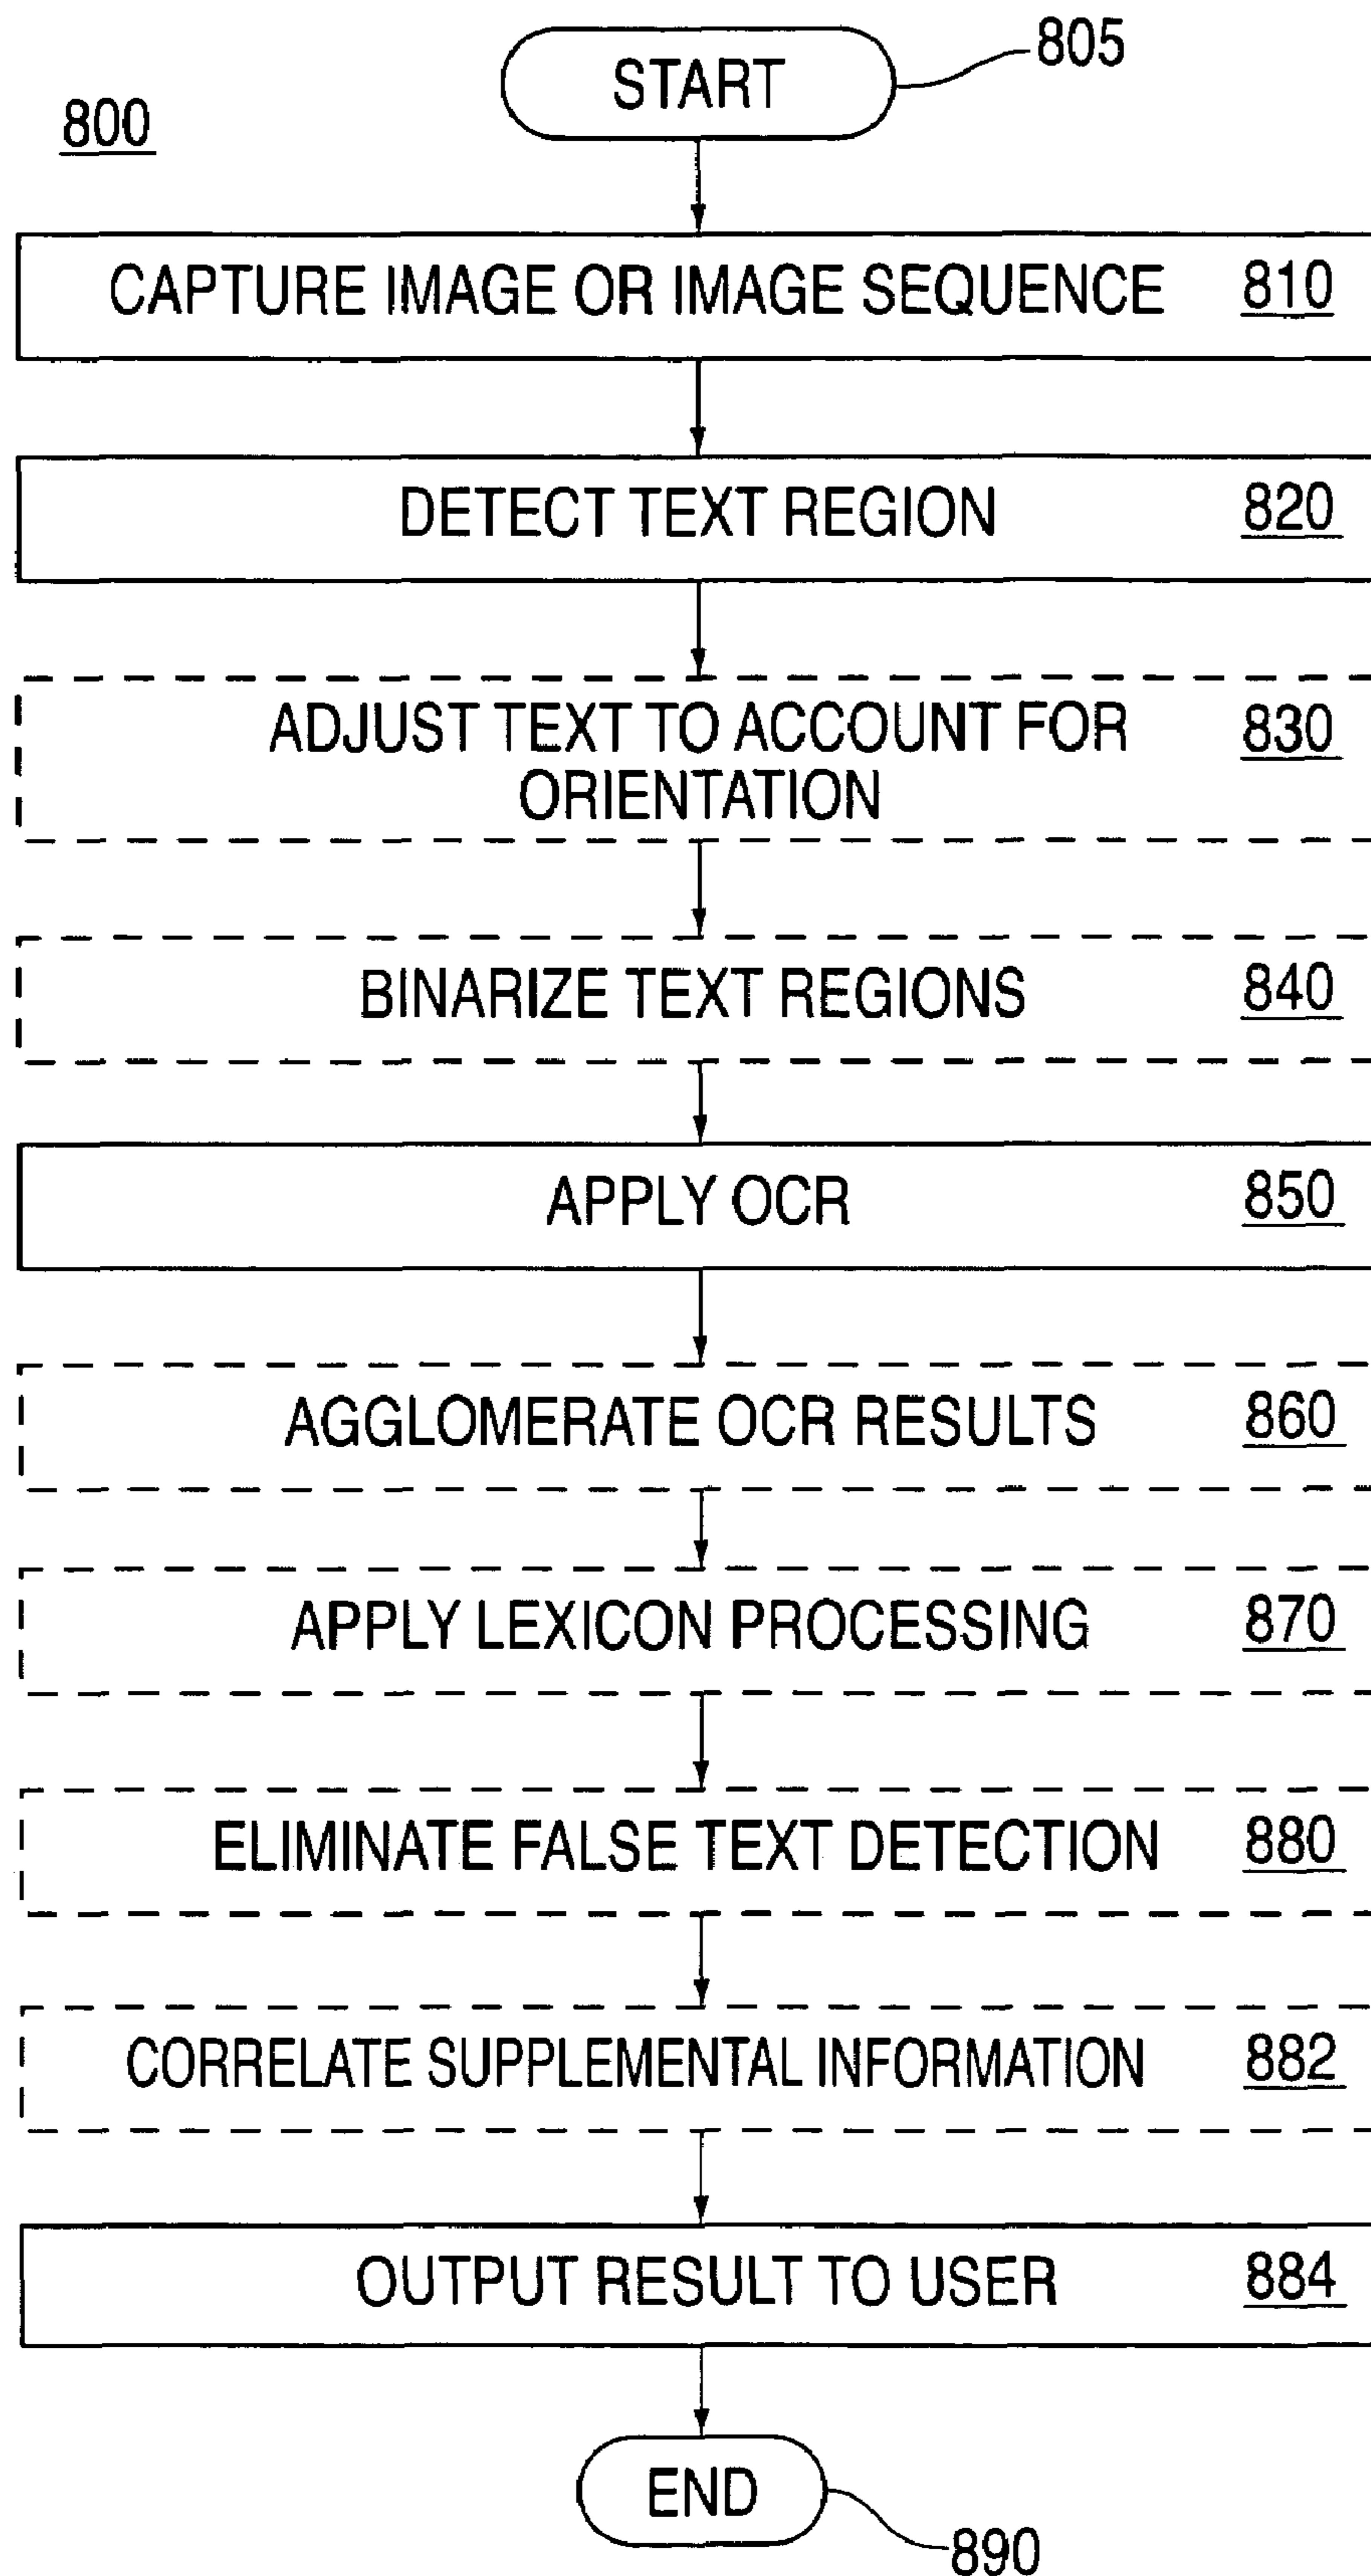 START 805
800
CAPTURE IMAGE OR IMAGE SEQUENCE 810
DETECT TEXT REGION 820
ADJUST TEXT TO ACCOUNT FOR 830
ORIENTATION
BINARIZE TEXT REGIONS 840
APPLY OCR 850
AGGLOMERATE OCR RESULTS 860
APPLY LEXICON PROCESSING 870
ELIMINATE FALSE TEXT DETECTION 880
CORRELATE SUPPLEMENTAL INFORMATION 882
OUTPUT RESULT TO USER 884
END
890